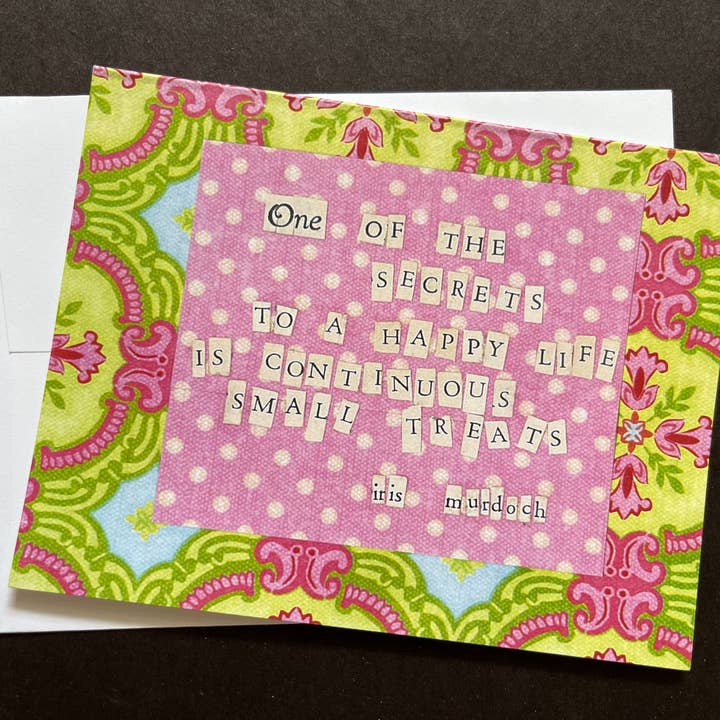 One OF THE
SECRETS
TO A HAPPY LIFE
IS CONTINUOUS
SMALL TREATS
iris murdoch